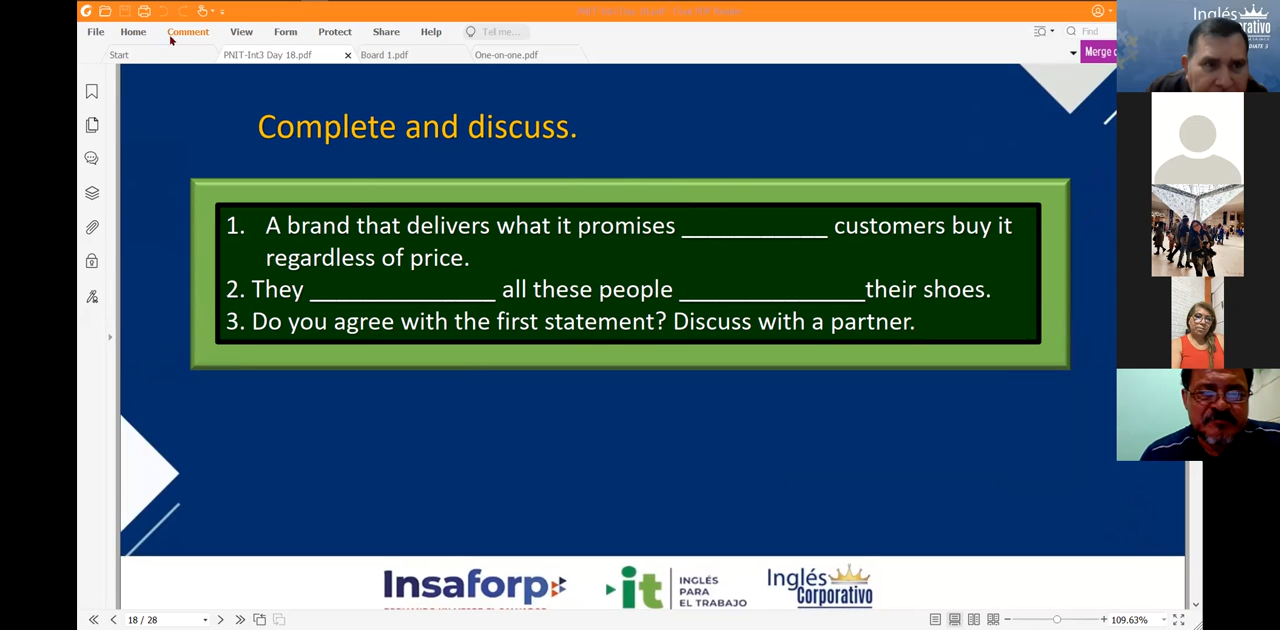 File Home Comment View Form Protect Share Help Tell me... Find
Start PNIT-Int3 Day 18.pdf Board 1.pdf One-on-one.pdf Merge
Inglés
Complete and discuss.
1. A brand that delivers what it promises ____________ customers buy it
regardless of price.
2. They ______________ all these people ______________their shoes.
3. Do you agree with the first statement? Discuss with a partner.
Insaforp
it INGLÉS
PARA
EL TRABAJO
Inglés
Corporativo
18 / 28 109.63%